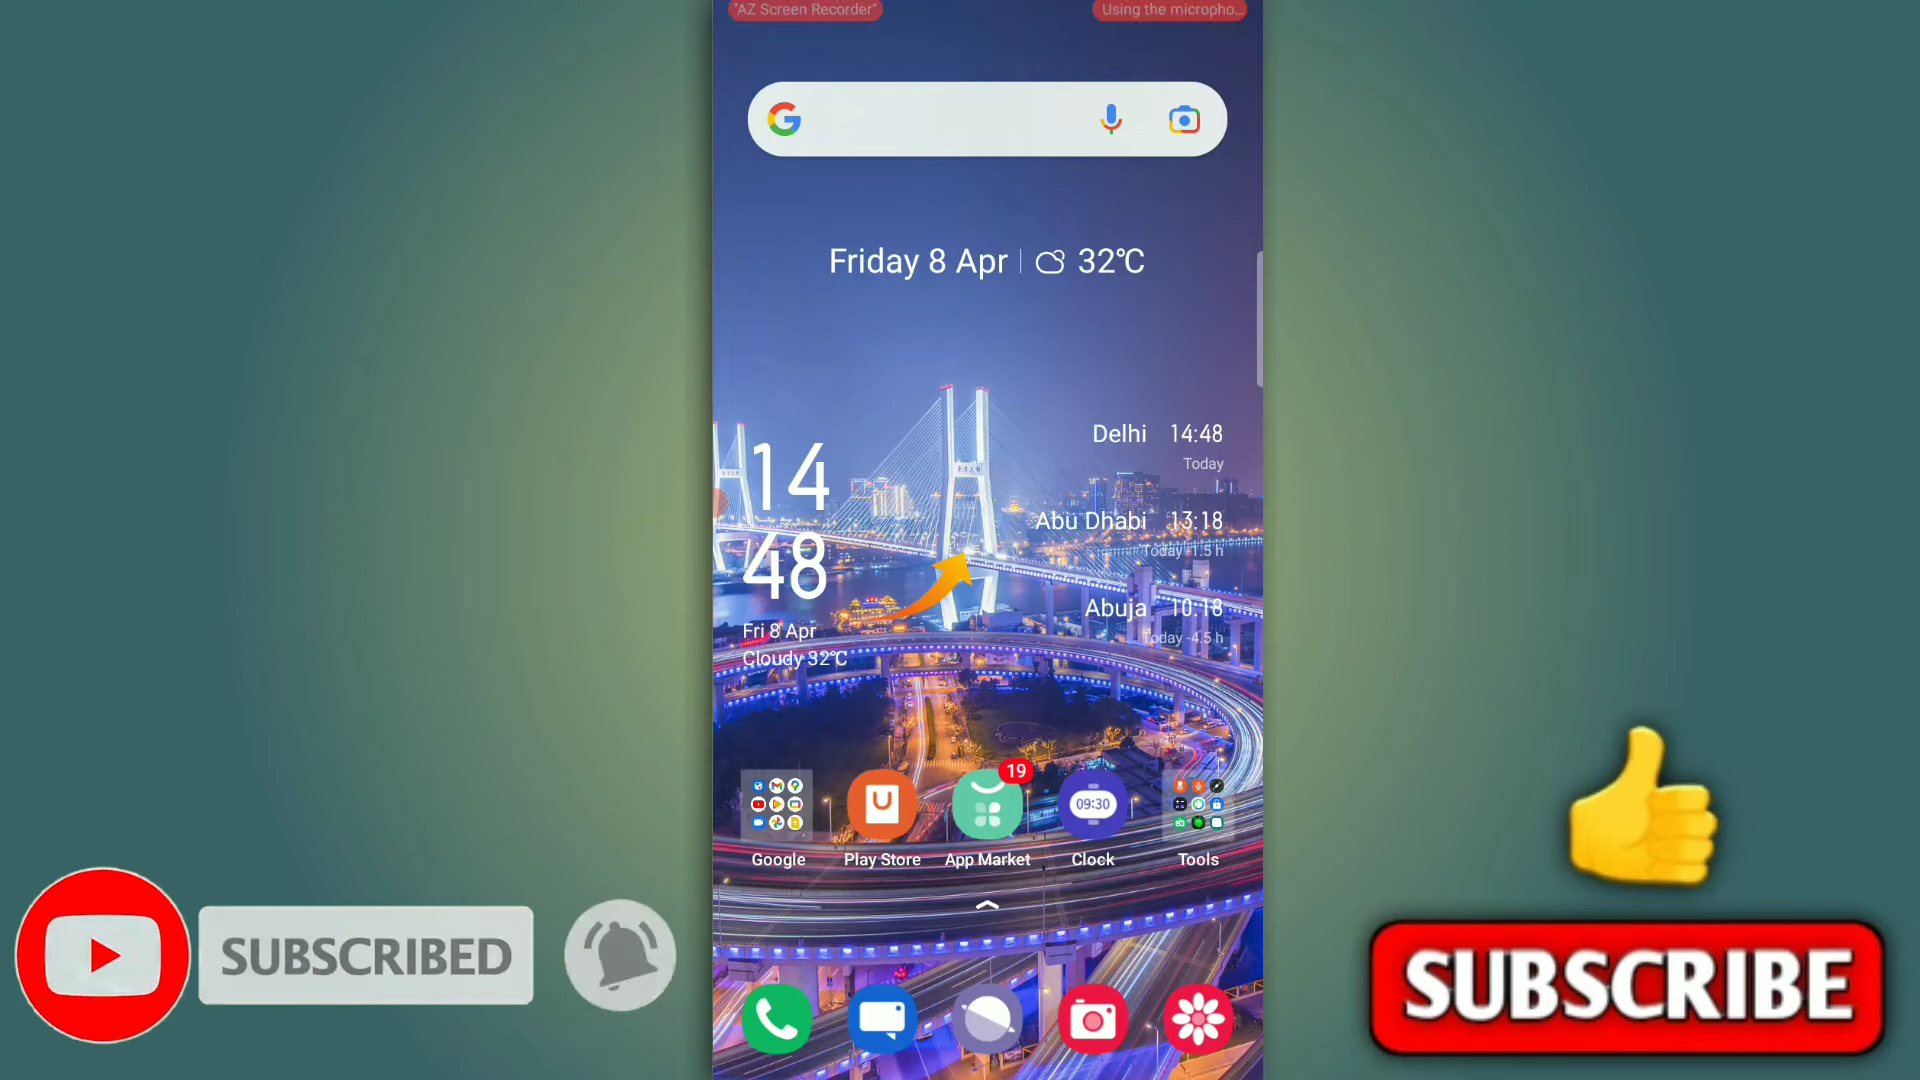 "AZ Screen Recorder"
Using the micropho...
Friday 8 Apr
32°C
14
48
Fri 8 Apr
Cloudy 32°C
Delhi 14:48
Today
Abu Dhabi 13:18
Today -1.5 h
Abuja 10:18
Today -4.5 h
19
09:30
Google
Play Store
App Market
Clock
Tools
SUBSCRIBED
SUBSCRIBE